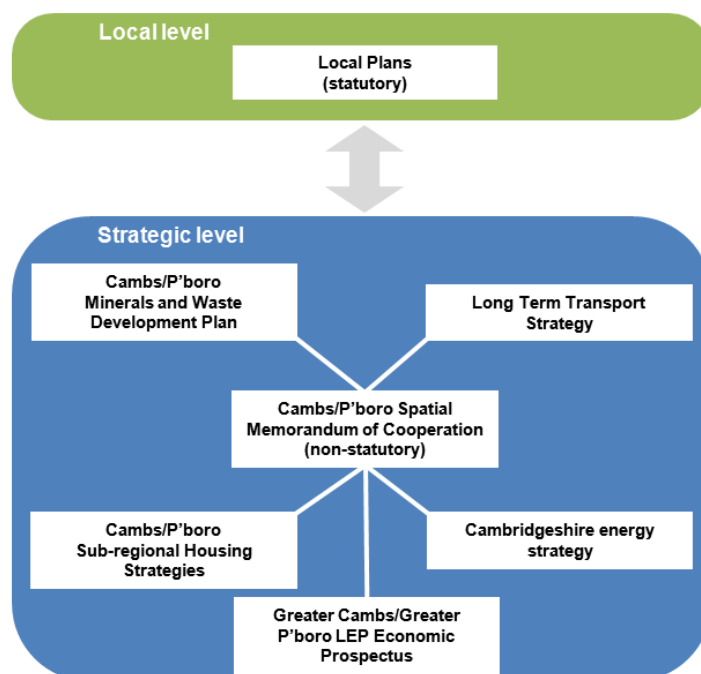 Local level
Local Plans
(statutory)
Strategic level
Cambs/P'boro
Minerals and Waste
Development Plan
Long Term Transport
Strategy
Cambs/P'boro Spatial
Memorandum of Cooperation
(non-statutory)
Cambs/P'boro
Sub-regional Housing
Strategies
Cambridgeshire energy
strategy
Greater Cambs/Greater
P'boro LEP Economic
Prospectus